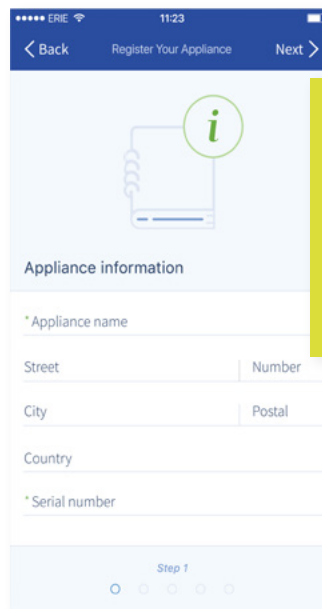 ERIE 11:23
Back Register Your Appliance Next
i
Appliance information
*Appliance name
Street Number
City Postal
Country
*Serial number
Step 1